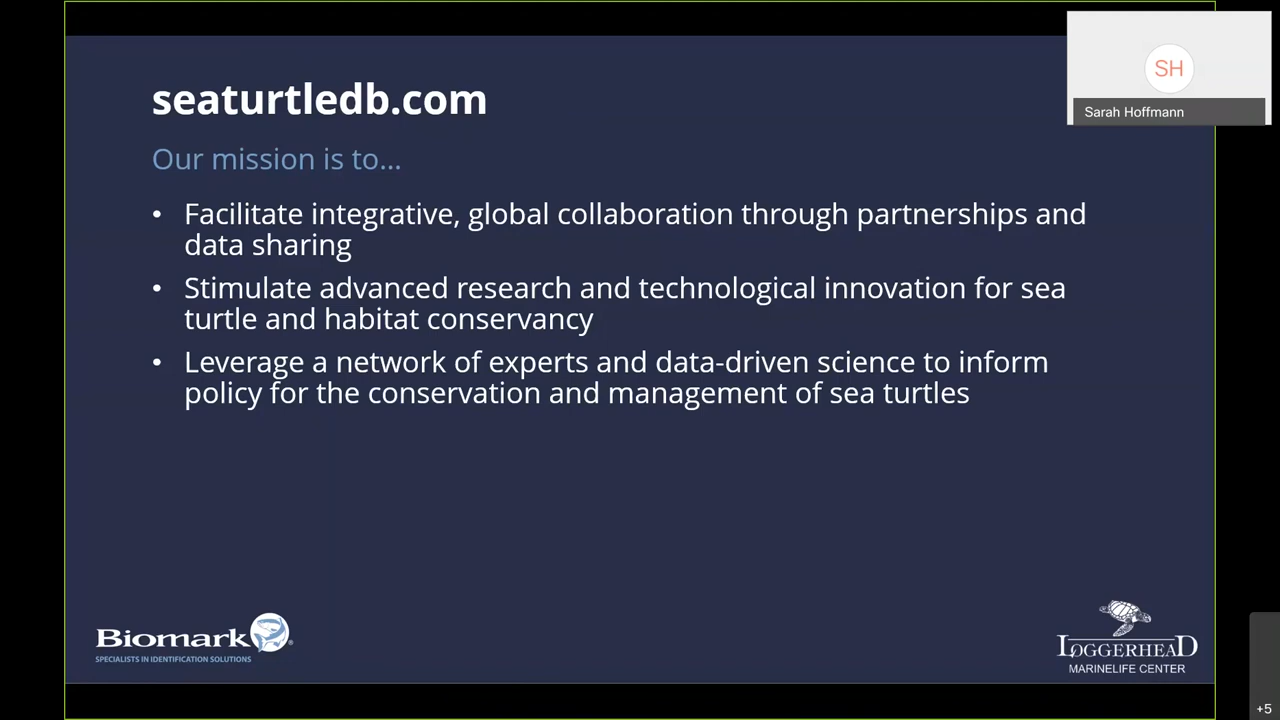 seaturtledb.com
SH
Sarah Hoffmann
Our mission is to...
• Facilitate integrative, global collaboration through partnerships and
data sharing
• Stimulate advanced research and technological innovation for sea
turtle and habitat conservancy
• Leverage a network of experts and data-driven science to inform
policy for the conservation and management of sea turtles
Biomark®
SPECIALISTS IN IDENTIFICATION SOLUTIONS
LOGGERHEAD
MARINELIFE CENTER
+5